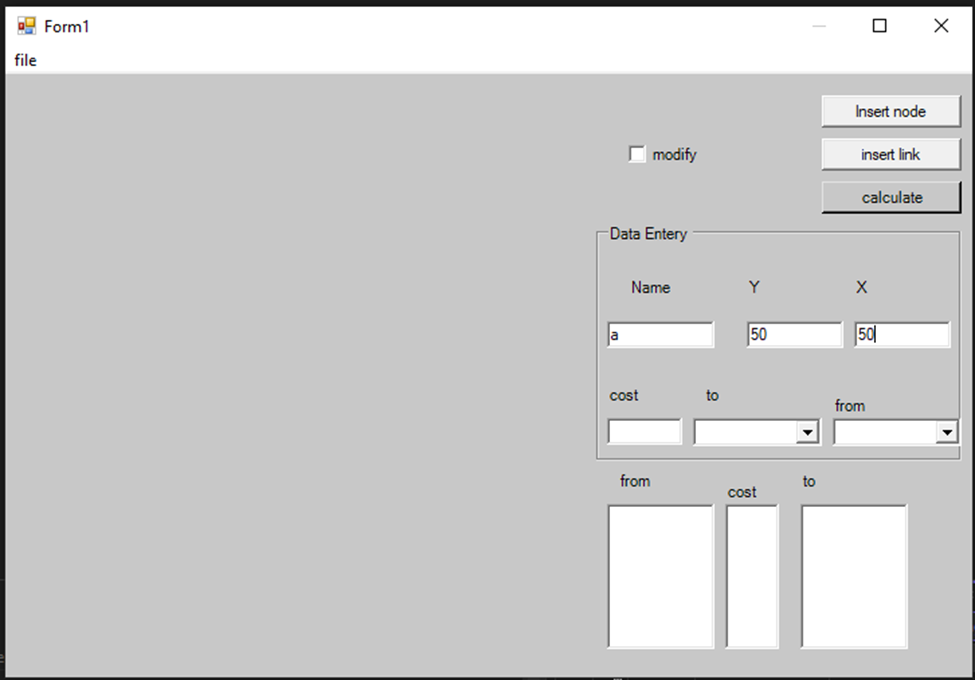 Form1
file
Insert node
modify
insert link
calculate
Data Entery
Name Y X
a 50 50
cost to
from
from
cost
to